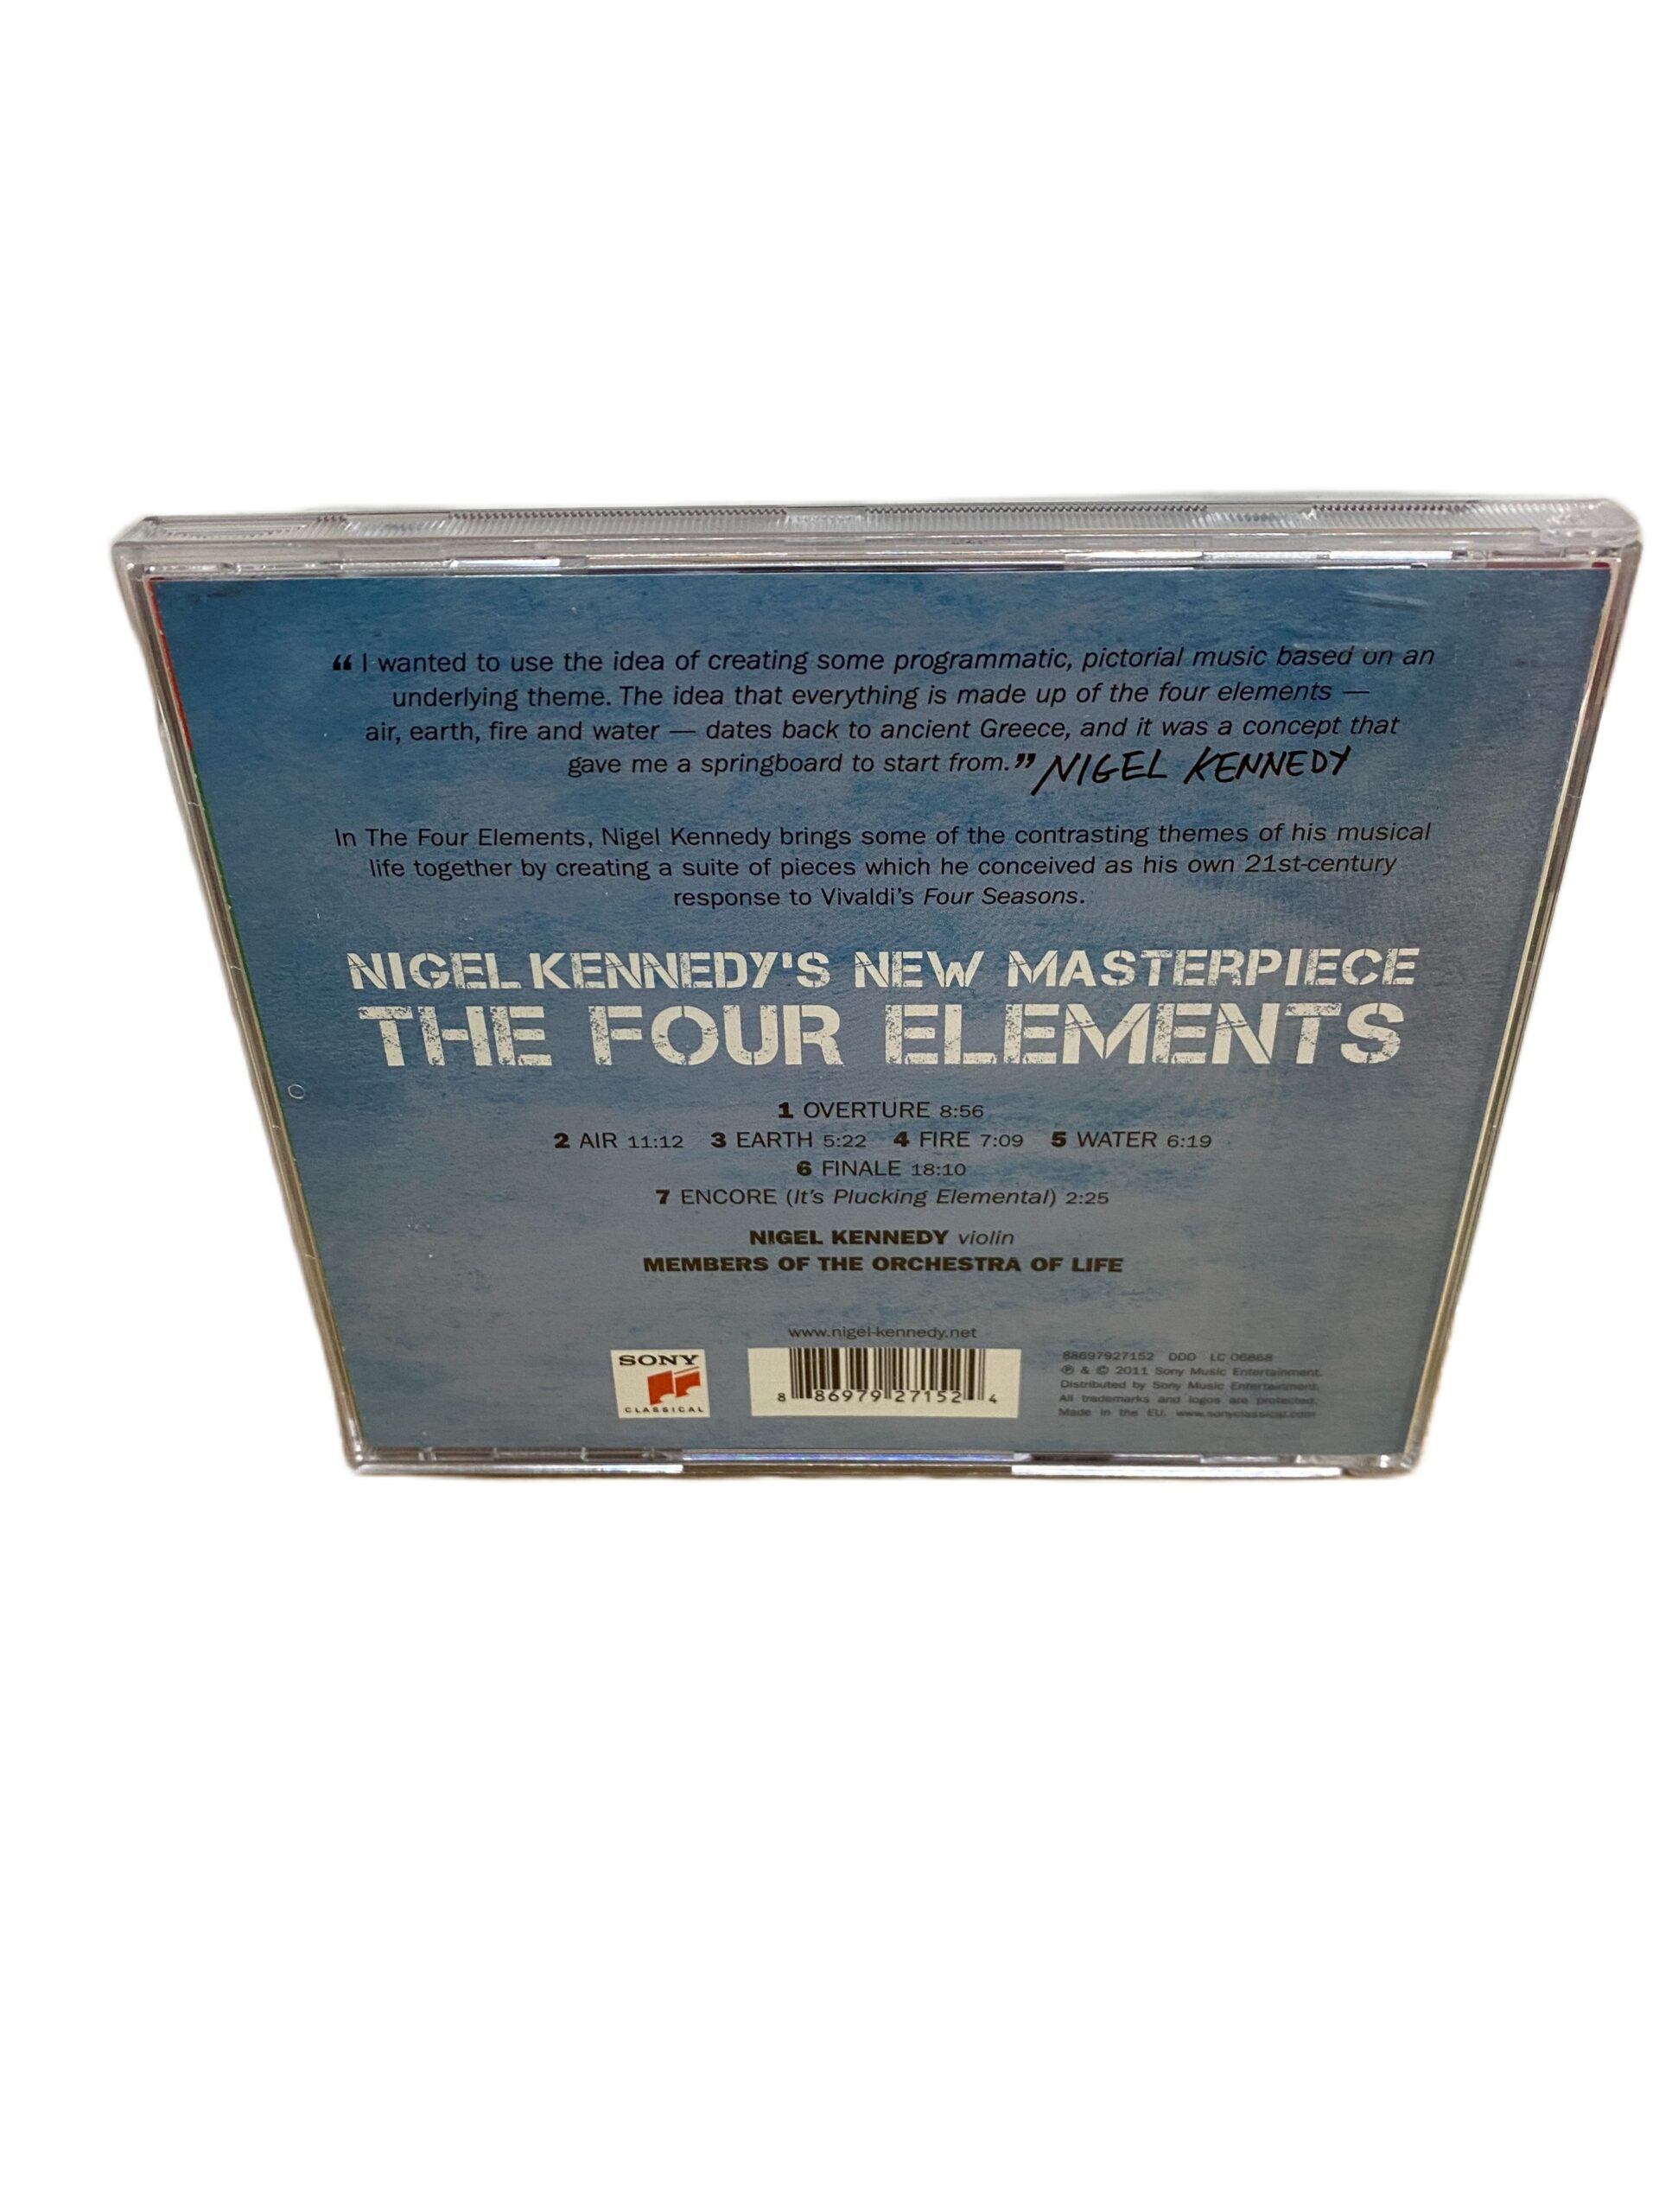 “ I wanted to use the idea of creating some programmatic, pictorial music based on an
underlying theme. The idea that everything is made up of the four elements —
air, earth, fire and water — dates back to ancient Greece, and it was a concept that
gave me a springboard to start from.” NIGEL KENNEDY
In The Four Elements, Nigel Kennedy brings some of the contrasting themes of his musical
life together by creating a suite of pieces which he conceived as his own 21st-century
response to Vivaldi's Four Seasons.
NIGEL KENNEDY'S NEW MASTERPIECE
THE FOUR ELEMENTS
1 OVERTURE 8:56
2 AIR 11:12 3 EARTH 5:22 4 FIRE 7:09 5 WATER 6:19
6 FINALE 18:10
7 ENCORE (It's Plucking Elemental) 2:25
NIGEL KENNEDY violin
MEMBERS OF THE ORCHESTRA OF LIFE
www.nigel-kennedy.net
SONY
CLASSICAL
8 86979 27152 4
88697927152 DDD LC 06868
℗ & © 2011 Sony Music Entertainment.
Distributed by Sony Music Entertainment.
All trademarks and logos are protected.
Made in the EU. www.sonyclassical.com